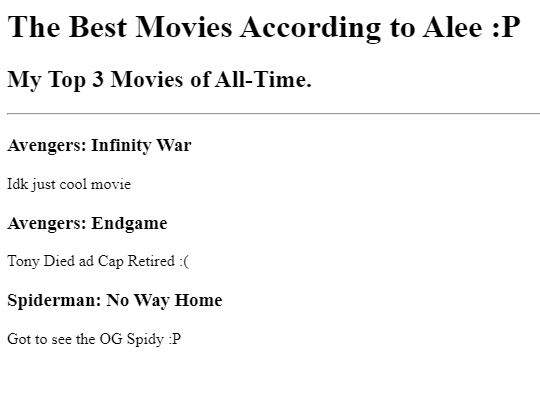 The Best Movies According to Alee :P
My Top 3 Movies of All-Time.
Avengers: Infinity War
Idk just cool movie
Avengers: Endgame
Tony Died ad Cap Retired :(
Spiderman: No Way Home
Got to see the OG Spidy :P